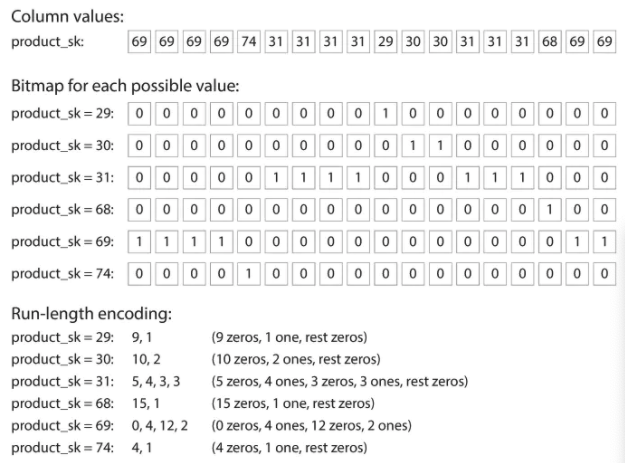 Column values:
product_sk: 69 69 69 69 74 31 31 31 31 29 30 30 31 31 31 68 69 69
Bitmap for each possible value:
product_sk = 29: 0 0 0 0 0 0 0 0 0 1 0 0 0 0 0 0 0 0
product_sk = 30: 0 0 0 0 0 0 0 0 0 0 1 1 0 0 0 0 0 0
product_sk = 31: 0 0 0 0 0 1 1 1 1 0 0 0 1 1 1 0 0 0
product_sk = 68: 0 0 0 0 0 0 0 0 0 0 0 0 0 0 0 1 0 0
product_sk = 69: 1 1 1 1 0 0 0 0 0 0 0 0 0 0 0 0 1 1
product_sk = 74: 0 0 0 0 1 0 0 0 0 0 0 0 0 0 0 0 0 0
Run-length encoding:
product_sk = 29: 9, 1 (9 zeros, 1 one, rest zeros)
product_sk = 30: 10, 2 (10 zeros, 2 ones, rest zeros)
product_sk = 31: 5, 4, 3, 3 (5 zeros, 4 ones, 3 zeros, 3 ones, rest zeros)
product_sk = 68: 15, 1 (15 zeros, 1 one, rest zeros)
product_sk = 69: 0, 4, 12, 2 (0 zeros, 4 ones, 12 zeros, 2 ones)
product_sk = 74: 4, 1 (4 zeros, 1 one, rest zeros)